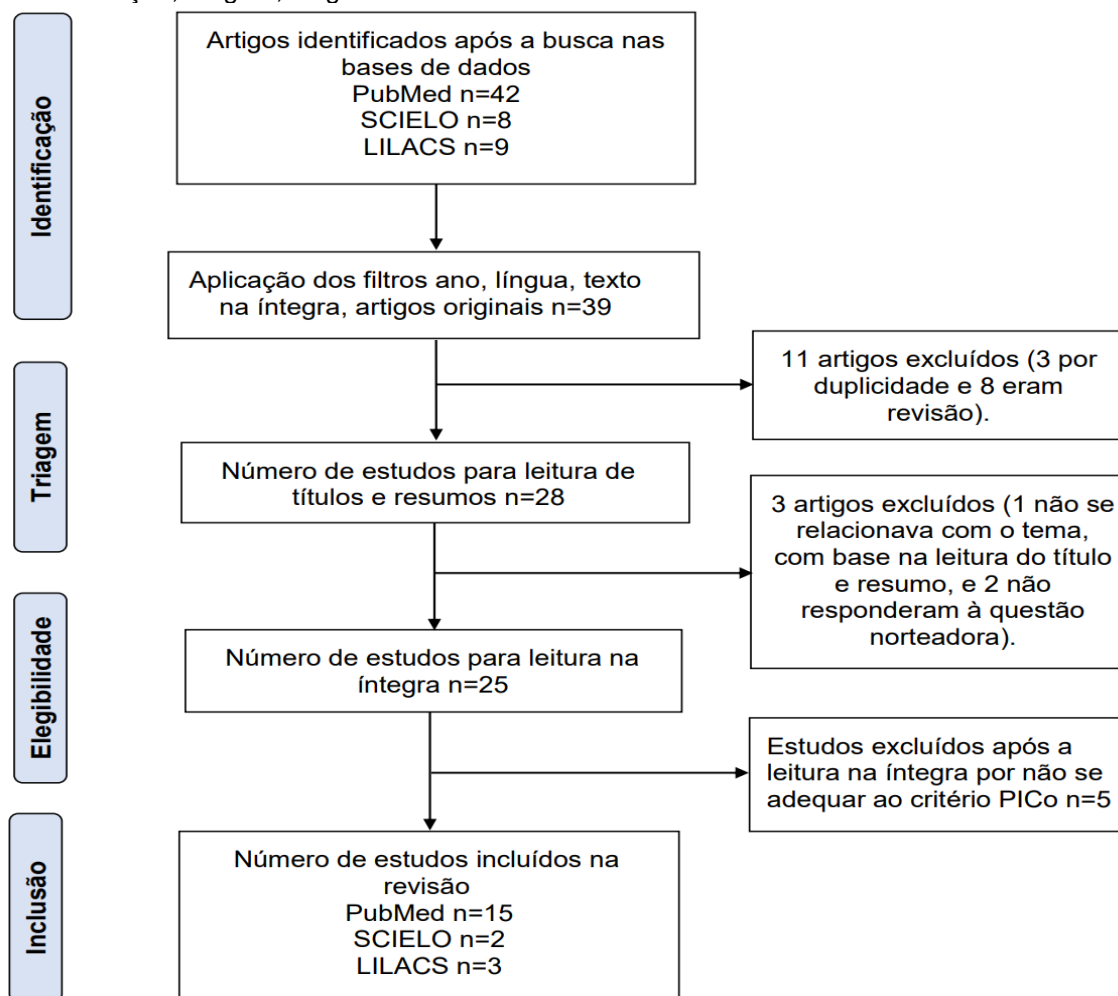 Identificação
Artigos identificados após a busca nas
bases de dados
PubMed n=42
SCIELO n=8
LILACS n=9
Aplicação dos filtros ano, língua, texto
na íntegra, artigos originais n=39
11 artigos excluídos (3 por
duplicidade e 8 eram
revisão).
Triagem
Número de estudos para leitura de
títulos e resumos n=28
3 artigos excluídos (1 não se
relacionava com o tema,
com base na leitura do título
e resumo, e 2 não
responderam à questão
norteadora).
Elegibilidade
Número de estudos para leitura na
íntegra n=25
Estudos excluídos após a
leitura na íntegra por não se
adequar ao critério PICo n=5
Inclusão
Número de estudos incluídos na
revisão
PubMed n=15
SCIELO n=2
LILACS n=3